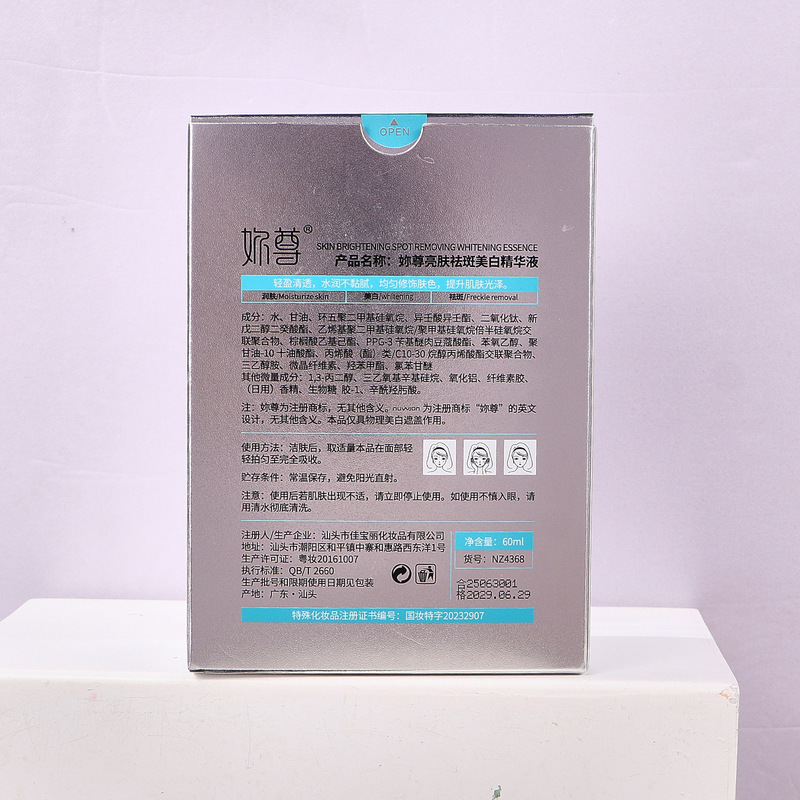 OPEN
妳尊®
SKIN BRIGHTENING SPOT REMOVING WHITENING ESSENCE
产品名称：妳尊亮肤祛斑美白精华液
轻盈清透，水润不黏腻，均匀修饰肤色，提升肌肤光泽。
润肤/Moisturize skin 美白/whitening 祛斑/Freckle removal
成分：水、甘油、环五聚二甲基硅氧烷、异壬酸异壬酯、二氧化钛、新
戊二醇二癸酸酯、乙烯基聚二甲基硅氧烷/聚甲基硅氧烷倍半硅氧烷交
联聚合物、棕榈酸乙基己酯、PPG-3 苄基醚肉豆蔻酸酯、苯氧乙醇、聚
甘油-10 十油酸酯、丙烯酸（酯）类/C10-30 烷醇丙烯酸酯交联聚合物、
三乙醇胺、微晶纤维素、羟苯甲酯、氯苯甘醚
其他微量成分：1,3-丙二醇、三乙氧基辛基硅烷、氧化铝、纤维素胶、
（日用）香精、生物糖 胶-1、辛酰羟肟酸。
注：妳尊为注册商标，无其他含义。 为注册商标“妳尊”的英文
设计，无其他含义。本品仅具物理美白遮盖作用。
使用方法：洁肤后，取适量本品在面部轻
轻拍匀至完全吸收。
贮存条件：常温保存，避免阳光直射。
注意：使用后若肌肤出现不适，请立即停止使用。如使用不慎入眼，请
用清水彻底清洗。
注册人/生产企业：汕头市佳宝丽化妆品有限公司
地址：汕头市潮阳区和平镇中寨和惠路西东洋1号
生产许可证：粤妆20161007
执行标准：QB/T 2660
生产批号和限期使用日期见包装
产地：广东·汕头
净含量：60ml
货号：NZ4368
合25063001
格2029.06.29
特殊化妆品注册证书编号：国妆特字20232907